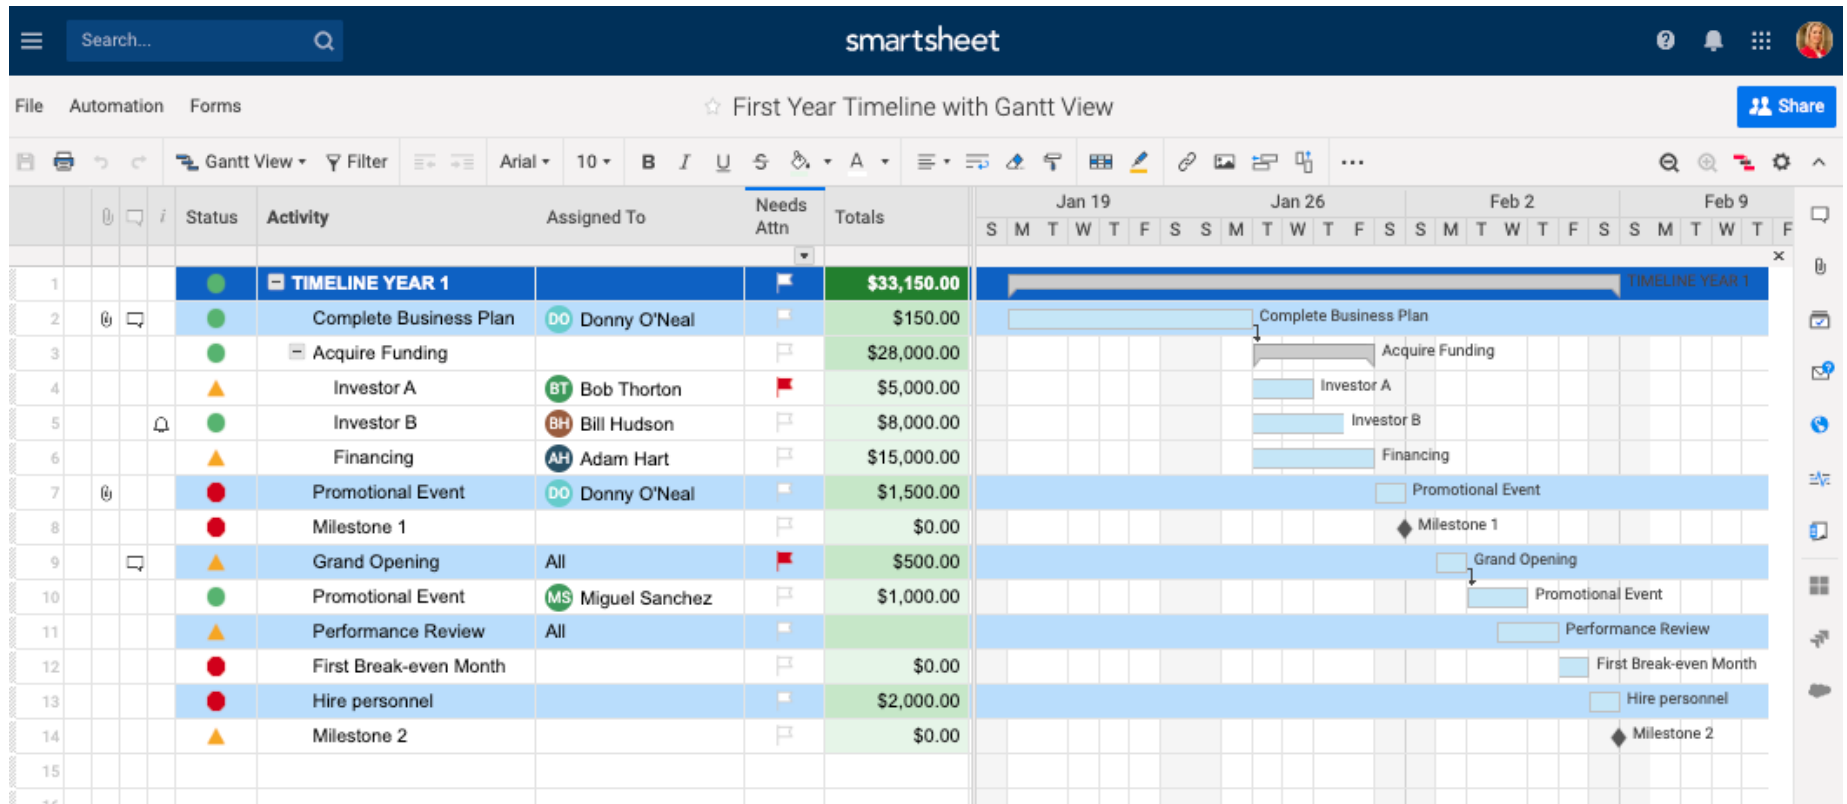 Search...
smartsheet
File Automation Forms
First Year Timeline with Gantt View
Share
Gantt View Filter Arial 10 B I U S A
Status Activity Assigned To Needs Attn Totals
Jan 19 Jan 26 Feb 2 Feb 9
S M T W T F S S M T W T F S S M T W T F S S M T W T F
1 TIMELINE YEAR 1 $33,150.00 TIMELINE YEAR 1
2 Complete Business Plan DO Donny O'Neal $150.00 Complete Business Plan
3 Acquire Funding $28,000.00 Acquire Funding
4 Investor A BT Bob Thorton $5,000.00 Investor A
5 Investor B BH Bill Hudson $8,000.00 Investor B
6 Financing AH Adam Hart $15,000.00 Financing
7 Promotional Event DO Donny O'Neal $1,500.00 Promotional Event
8 Milestone 1 $0.00 Milestone 1
9 Grand Opening All $500.00 Grand Opening
10 Promotional Event MS Miguel Sanchez $1,000.00 Promotional Event
11 Performance Review All Performance Review
12 First Break-even Month $0.00 First Break-even Month
13 Hire personnel $2,000.00 Hire personnel
14 Milestone 2 $0.00 Milestone 2
15